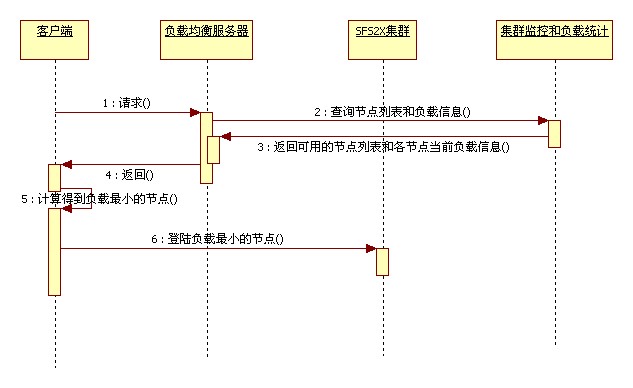 客户端
负载均衡服务器
SFS2X集群
集群监控和负载统计
1 : 请求()
2 : 查询节点列表和负载信息()
3 : 返回可用的节点列表和各节点当前负载信息()
4 : 返回()
5 : 计算得到负载最小的节点()
6 : 登陆负载最小的节点()